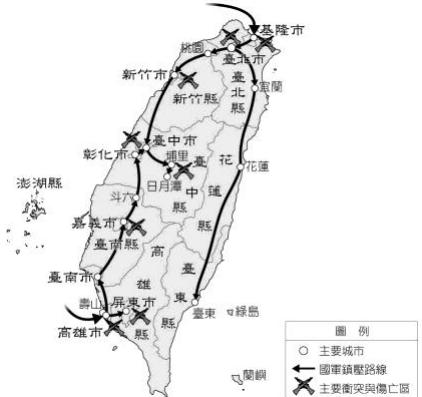 基隆市
桃園
臺北市
新竹市
臺北縣
宜蘭
新竹縣
臺中市
彰化市
埔里
臺中縣
花蓮縣
花蓮
日月潭
澎湖縣
斗六
嘉義市
臺南縣
高雄縣
臺東縣
臺南市
壽山
屏東市
臺東
綠島
高雄市
蘭嶼
圖例
主要城市
國軍鎮壓路線
主要衝突與傷亡區